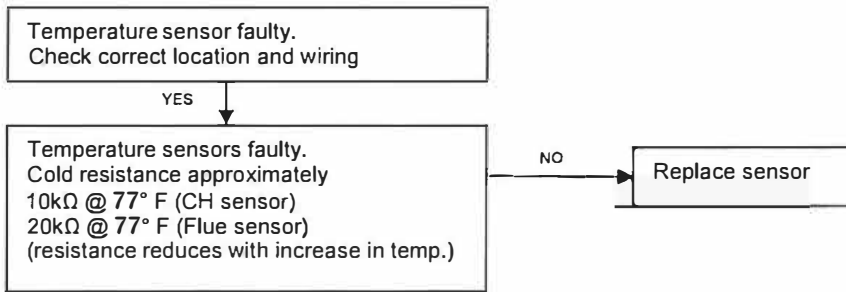 Temperature sensor faulty.
Check correct location and wiring
YES
Temperature sensors faulty.
Cold resistance approximately
10kΩ @ 77° F (CH sensor)
20kΩ @ 77° F (Flue sensor)
(resistance reduces with increase in temp.)
NO
Replace sensor